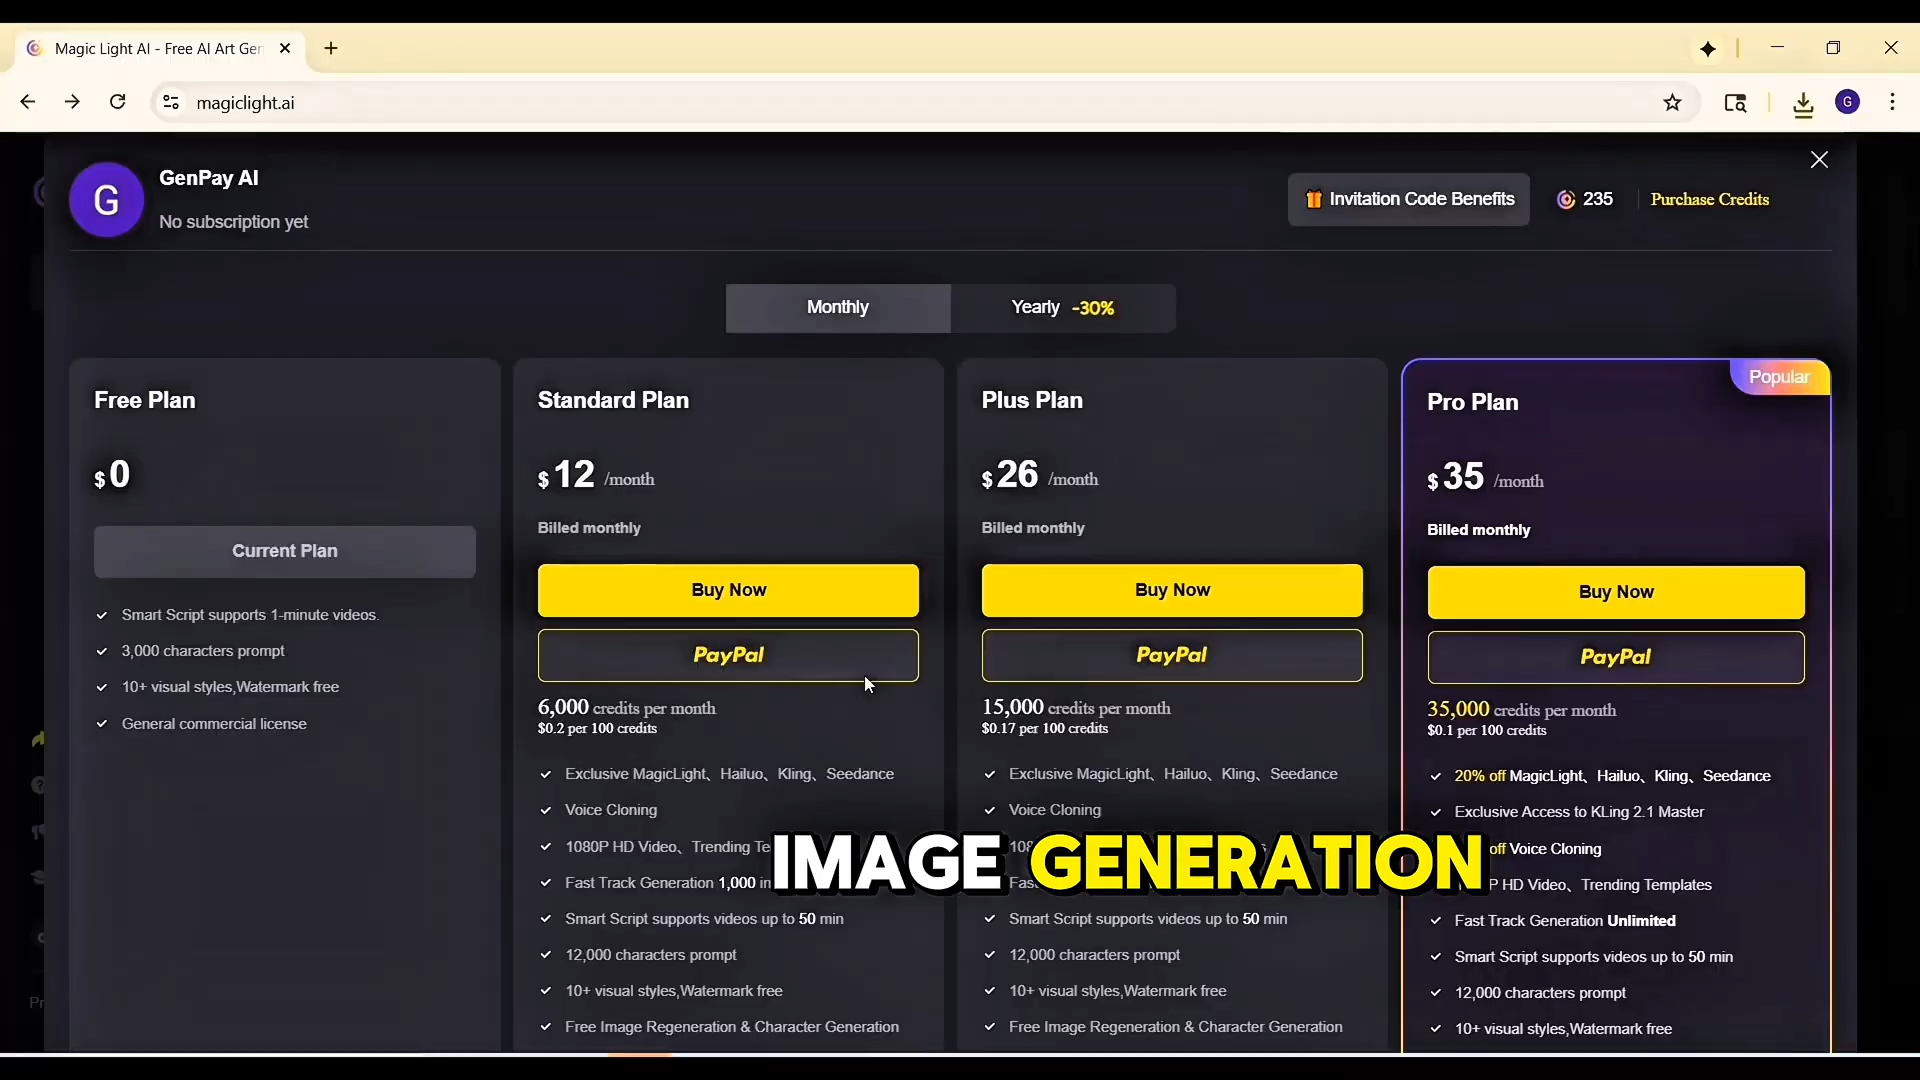 Magic Light AI - Free AI Art Gen
magiclight.ai
G
G
GenPay AI
No subscription yet
Invitation Code Benefits
235
Purchase Credits
Monthly
Yearly -30%
Free Plan
$0
Current Plan
Smart Script supports 1-minute videos.
3,000 characters prompt
10+ visual styles,Watermark free
General commercial license
Standard Plan
$12 /month
Billed monthly
Buy Now
PayPal
6,000 credits per month
$0.2 per 100 credits
Exclusive MagicLight、Hailuo、Kling、Seedance
Voice Cloning
1080P HD Video、Trending Te
Fast Track Generation 1,000
Smart Script supports videos up to 50 min
12,000 characters prompt
10+ visual styles,Watermark free
Free Image Regeneration & Character Generation
Plus Plan
$26 /month
Billed monthly
Buy Now
PayPal
15,000 credits per month
$0.17 per 100 credits
Exclusive MagicLight、Hailuo、Kling、Seedance
Voice Cloning
Smart Script supports videos up to 50 min
12,000 characters prompt
10+ visual styles,Watermark free
Free Image Regeneration & Character Generation
Popular
Pro Plan
$35 /month
Billed monthly
Buy Now
PayPal
35,000 credits per month
$0.1 per 100 credits
20% off MagicLight、Hailuo、Kling、Seedance
Exclusive Access to KLing 2.1 Master
off Voice Cloning
P HD Video、Trending Templates
Fast Track Generation Unlimited
Smart Script supports videos up to 50 min
12,000 characters prompt
10+ visual styles,Watermark free
IMAGE GENERATION